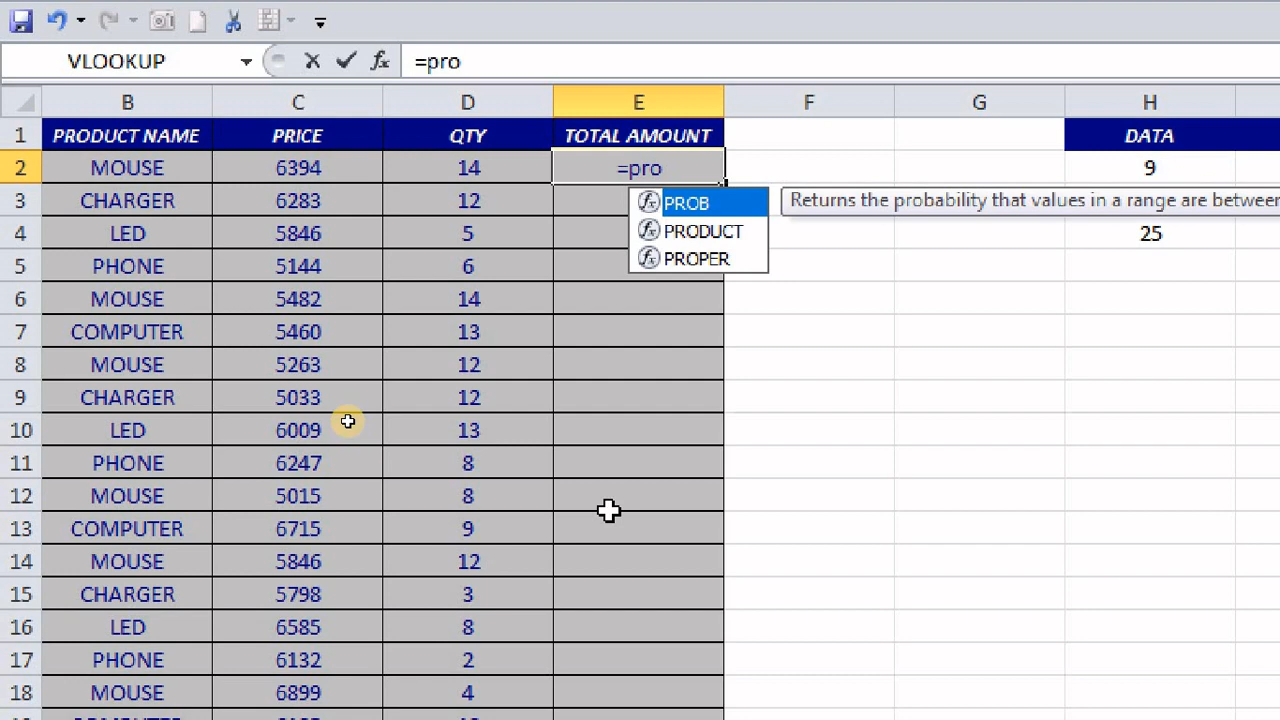 VLOOKUP fx =pro
B C D E F G H
1 PRODUCT NAME PRICE QTY TOTAL AMOUNT DATA
2 MOUSE 6394 14 =pro 9
3 CHARGER 6283 12 fx PROB Returns the probability that values in a range are between
4 LED 5846 5 fx PRODUCT 25
5 PHONE 5144 6 fx PROPER
6 MOUSE 5482 14
7 COMPUTER 5460 13
8 MOUSE 5263 12
9 CHARGER 5033 12
10 LED 6009 13
11 PHONE 6247 8
12 MOUSE 5015 8
13 COMPUTER 6715 9
14 MOUSE 5846 12
15 CHARGER 5798 3
16 LED 6585 8
17 PHONE 6132 2
18 MOUSE 6899 4